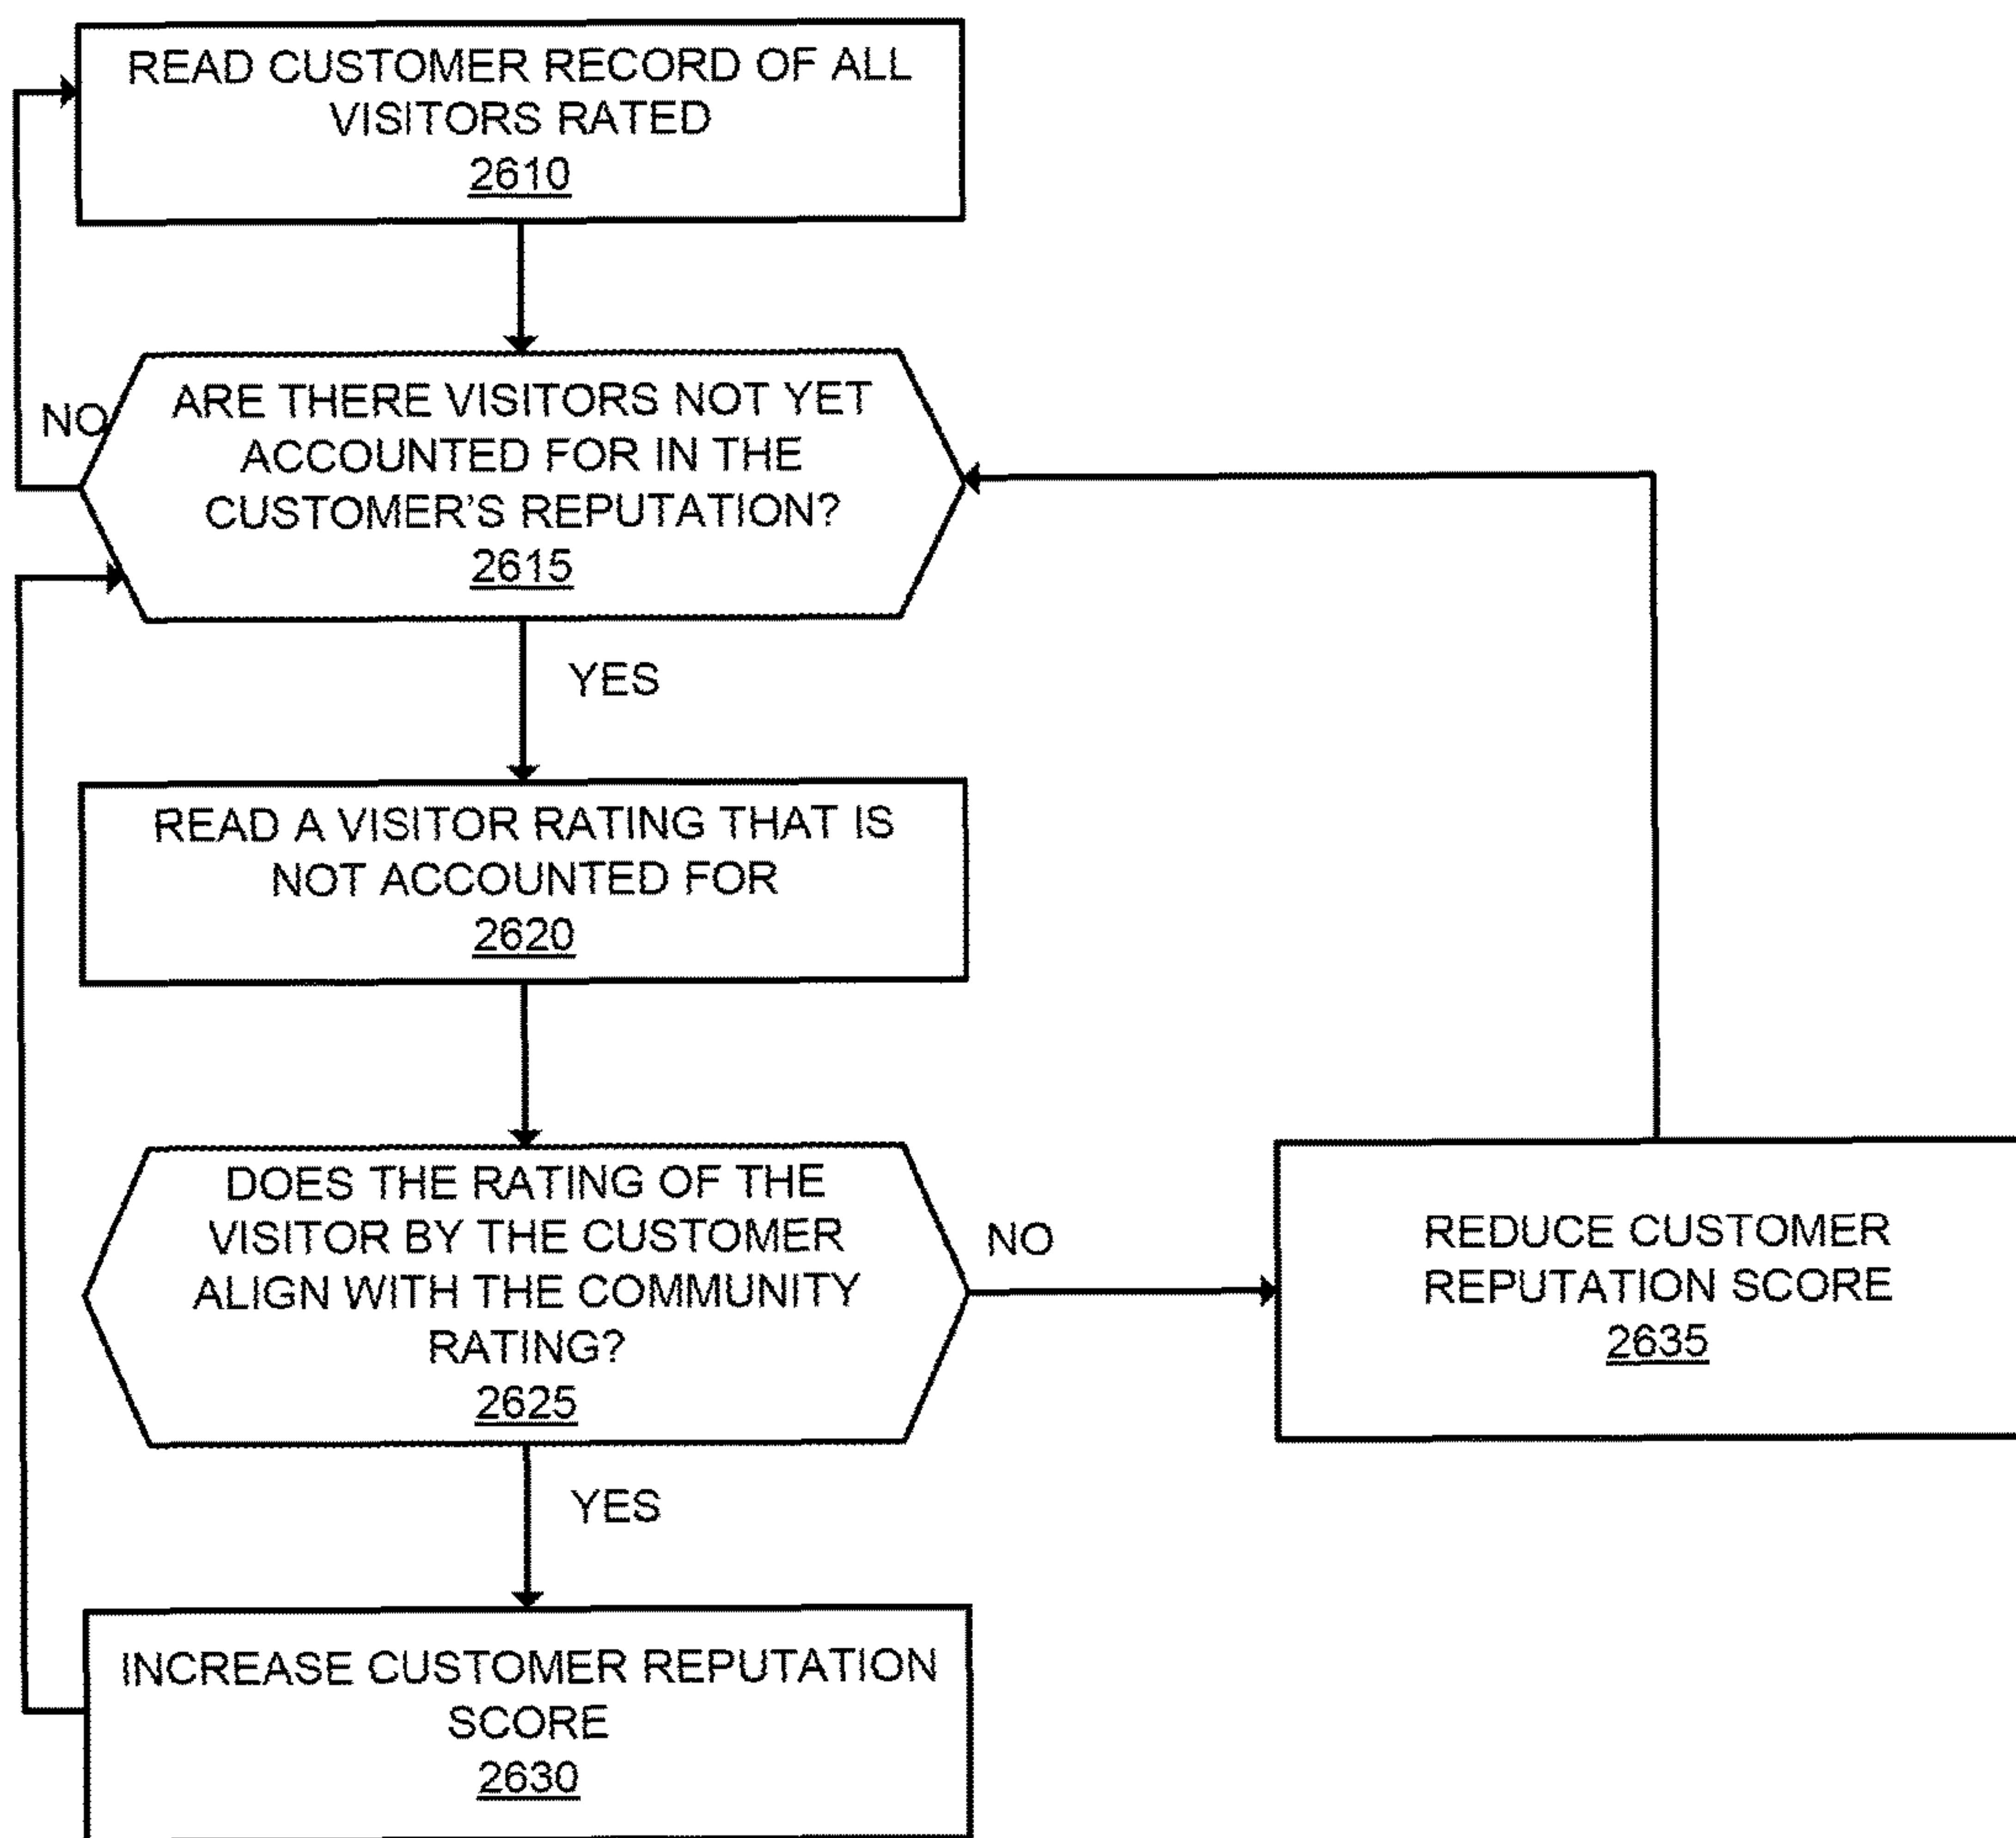 READ CUSTOMER RECORD OF ALL
VISITORS RATED
2610
ARE THERE VISITORS NOT YET
ACCOUNTED FOR IN THE
CUSTOMER'S REPUTATION?
2615
NO
YES
READ A VISITOR RATING THAT IS
NOT ACCOUNTED FOR
2620
DOES THE RATING OF THE
VISITOR BY THE CUSTOMER
ALIGN WITH THE COMMUNITY
RATING?
2625
NO
REDUCE CUSTOMER
REPUTATION SCORE
2635
YES
INCREASE CUSTOMER REPUTATION
SCORE
2630